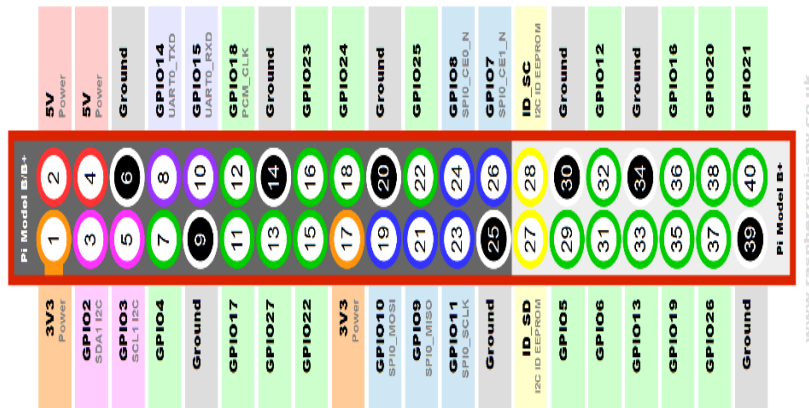 5V
Power
5V
Power
Ground
GPIO14
UART0_TXD
GPIO15
UART0_RXD
GPIO18
PCM_CLK
Ground
GPIO23
GPIO24
Ground
GPIO25
GPIO8
SPI0_CE0_N
GPIO7
SPI0_CE1_N
ID_SC
I2C ID EEPROM
Ground
GPIO12
Ground
GPIO16
GPIO20
GPIO21
Pi Model B/B+
2 4 6 8 10 12 14 16 18 20 22 24 26 28 30 32 34 36 38 40
1 3 5 7 9 11 13 15 17 19 21 23 25 27 29 31 33 35 37 39
Pi Model B+
3V3
Power
GPIO2
SDA1 I2C
GPIO3
SCL1 I2C
GPIO4
Ground
GPIO17
GPIO27
GPIO22
3V3
Power
GPIO10
SPI0_MOSI
GPIO9
SPI0_MISO
GPIO11
SPI0_SCLK
Ground
ID_SD
I2C ID EEPROM
GPIO5
GPIO6
GPIO13
GPIO19
GPIO26
Ground
www.raspberrypi-spy.co.uk